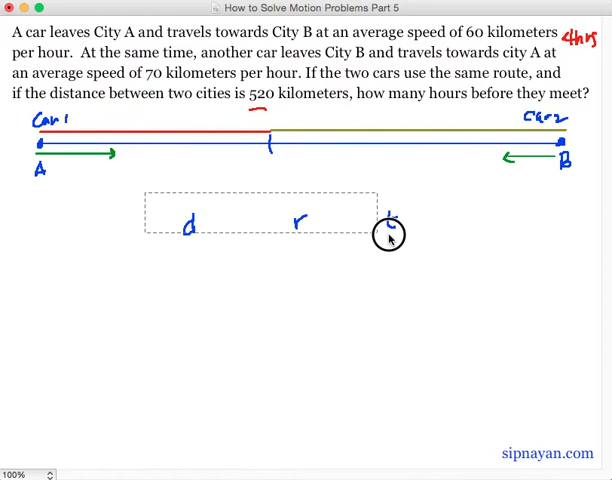 How to Solve Motion Problems Part 5
A car leaves City A and travels towards City B at an average speed of 60 kilometers 4hrs
per hour. At the same time, another car leaves City B and travels towards city A at
an average speed of 70 kilometers per hour. If the two cars use the same route, and
if the distance between two cities is 520 kilometers, how many hours before they meet?
Car 1 Car 2
A B
d r t
sipnayan.com
100%